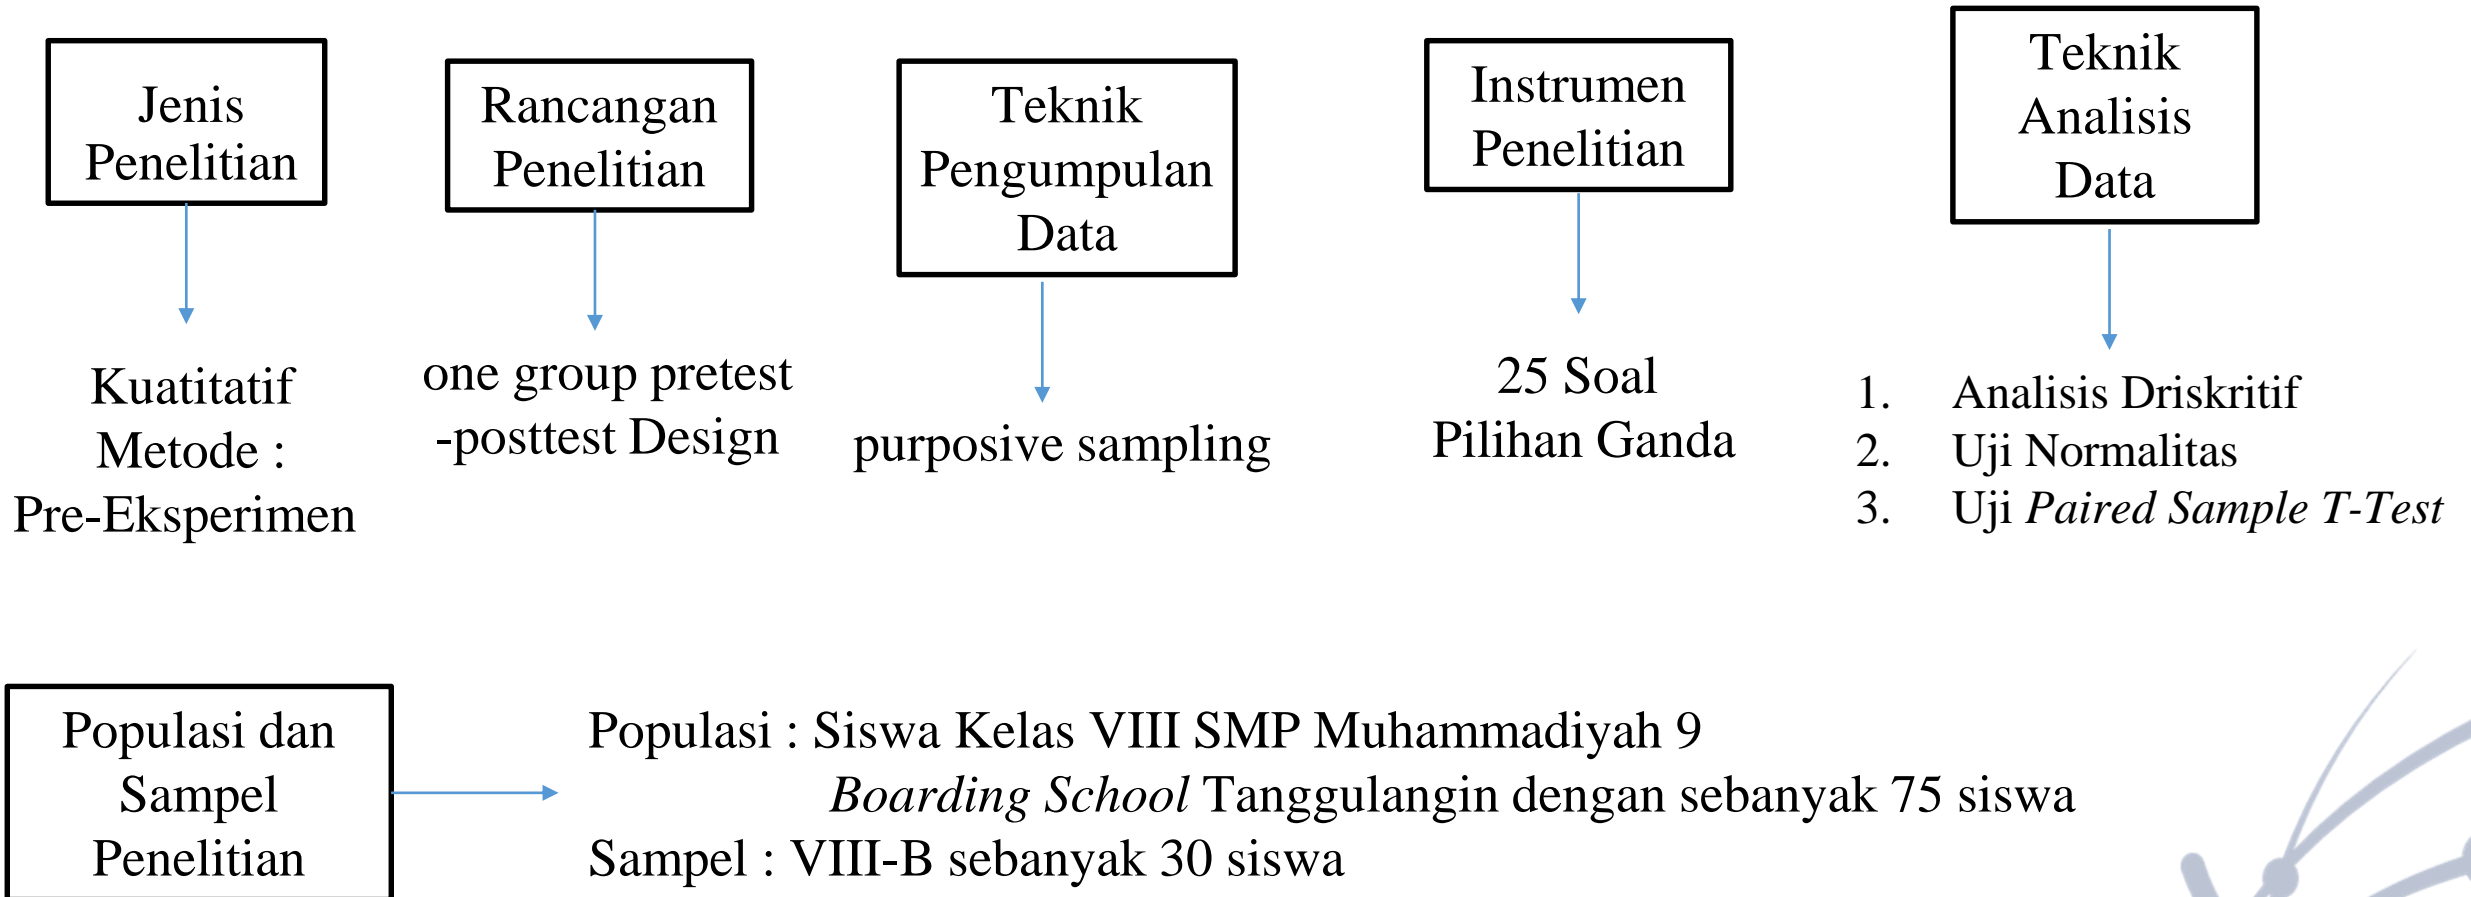 Jenis
Penelitian
Kuatitatif
Metode :
Pre-Eksperimen
Rancangan
Penelitian
one group pretest
-posttest Design
Teknik
Pengumpulan
Data
purposive sampling
Instrumen
Penelitian
25 Soal
Pilihan Ganda
Teknik
Analisis
Data
1. Analisis Driskritif
2. Uji Normalitas
3. Uji Paired Sample T-Test
Populasi dan
Sampel
Penelitian
Populasi : Siswa Kelas VIII SMP Muhammadiyah 9
Boarding School Tanggulangin dengan sebanyak 75 siswa
Sampel : VIII-B sebanyak 30 siswa